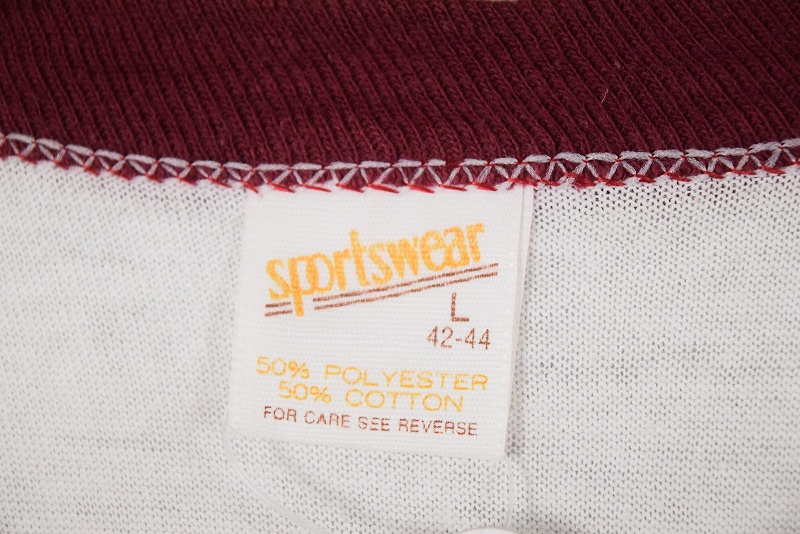 sportswear
L
42-44
50% POLYESTER
50% COTTON
FOR CARE SEE REVERSE